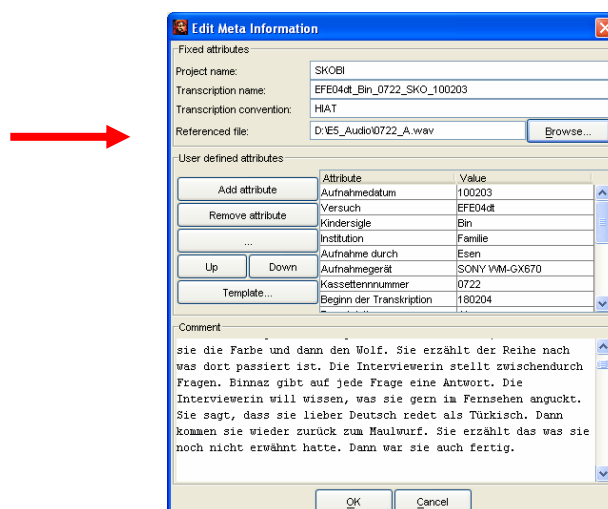 Edit Meta Information
Fixed attributes
Project name: SKOBI
Transcription name: EFE04dt_Bin_0722_SKO_100203
Transcription convention: HIAT
Referenced file: D:\E5_Audio\0722_A.wav Browse...
User defined attributes
Add attribute
Remove attribute
...
Up Down
Template...
Attribute Value
Aufnahmedatum 100203
Versuch EFE04dt
Kindersigle Bin
Institution Familie
Aufnahme durch Esen
Aufnahmegerät SONY WM-GX670
Kassettennnummer 0722
Beginn der Transkription 180204
Comment
sie die Farbe und dann den Wolf. Sie erzählt der Reihe nach
was dort passiert ist. Die Interviewerin stellt zwischendurch
Fragen. Binnaz gibt auf jede Frage eine Antwort. Die
Interviewerin will wissen, was sie gern im Fernsehen anguckt.
Sie sagt, dass sie lieber Deutsch redet als Türkisch. Dann
kommen sie wieder zurück zum Maulwurf. Sie erzählt das was sie
noch nicht erwähnt hatte. Dann war sie auch fertig.
OK Cancel